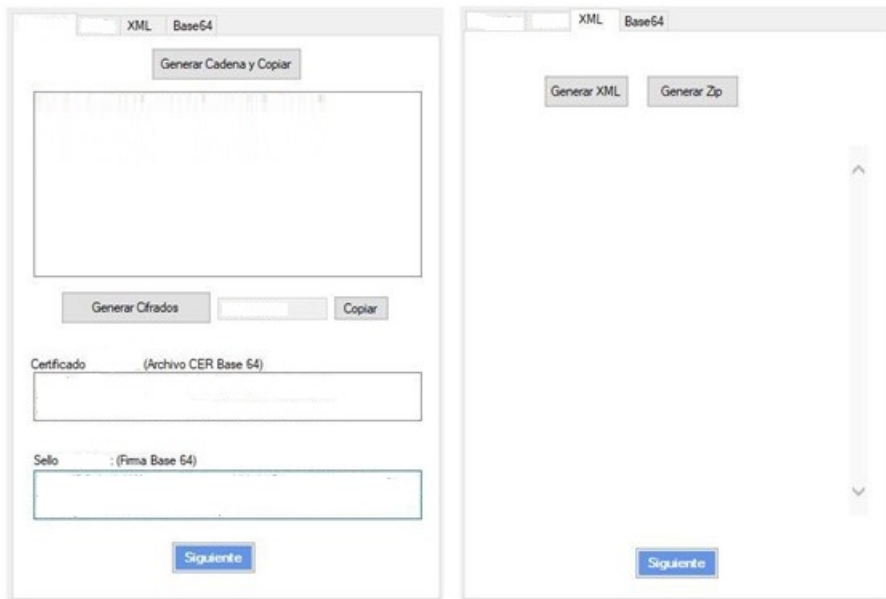 XML Base64
Generar Cadena y Copiar
Generar Cifrados Copiar
Certificado (Archivo CER Base 64)
Sello : (Firma Base 64)
Siguiente
XML Base64
Generar XML Generar Zip
Siguiente